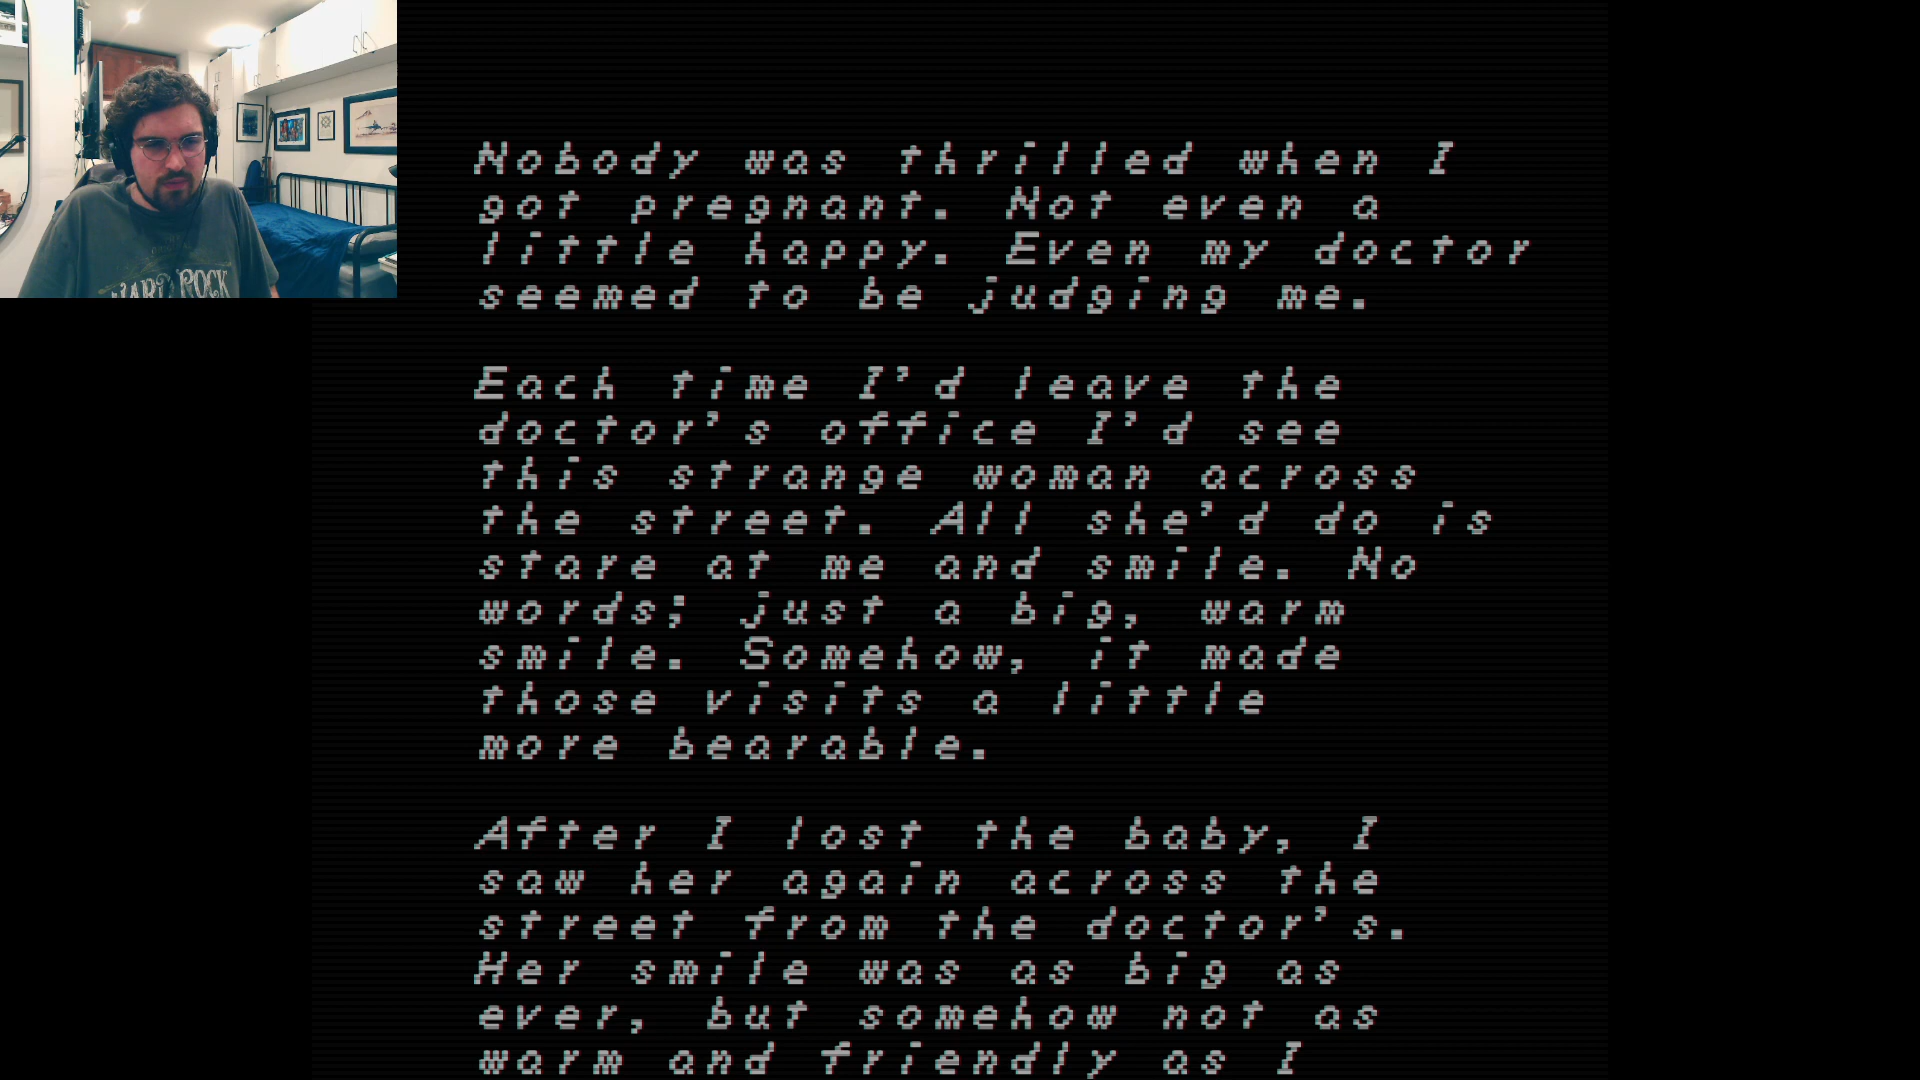 HARD ROCK
Nobody was thrilled when I
got pregnant. Not even a
little happy. Even my doctor
seemed to be judging me.
Each time I'd leave the
doctor's office I'd see
this strange woman across
the street. All she'd do is
stare at me and smile. No
words; just a big, warm
smile. Somehow, it made
those visits a little
more bearable.
After I lost the baby, I
saw her again across the
street from the doctor's.
Her smile was as big as
ever, but somehow not as
warm and friendly as I